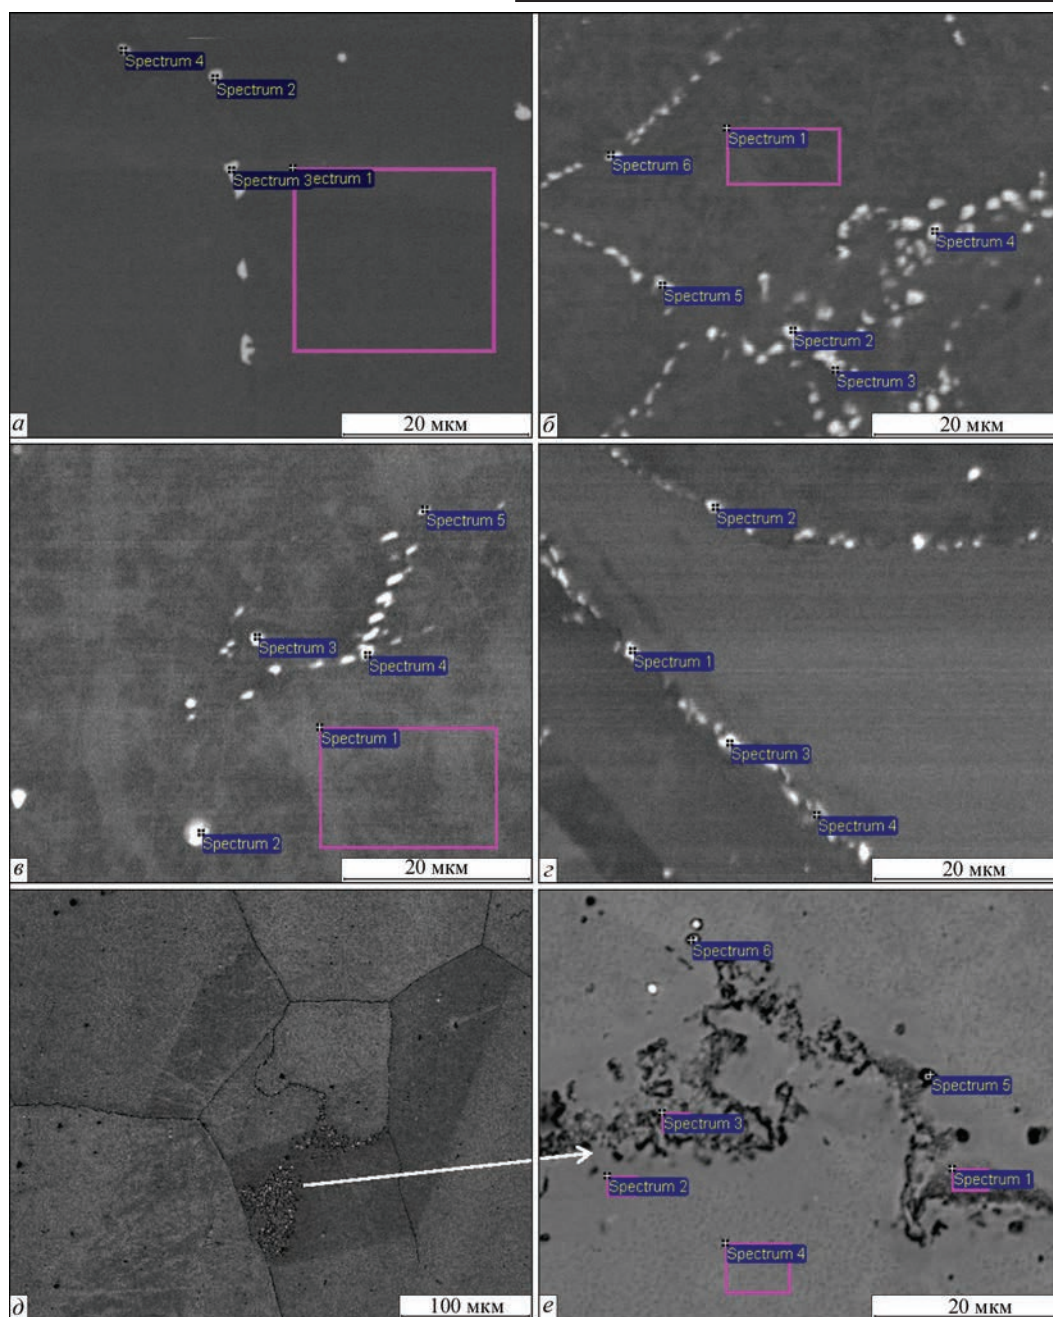 Spectrum 4
Spectrum 2
Spectrum 3
ectrum 1
а
20 мкм
Spectrum 1
Spectrum 6
Spectrum 4
Spectrum 5
Spectrum 2
Spectrum 3
б
20 мкм
Spectrum 5
Spectrum 3
Spectrum 4
Spectrum 1
Spectrum 2
в
20 мкм
Spectrum 2
Spectrum 1
Spectrum 3
Spectrum 4
г
20 мкм
д
100 мкм
Spectrum 6
Spectrum 5
Spectrum 3
Spectrum 1
Spectrum 2
Spectrum 4
е
20 мкм